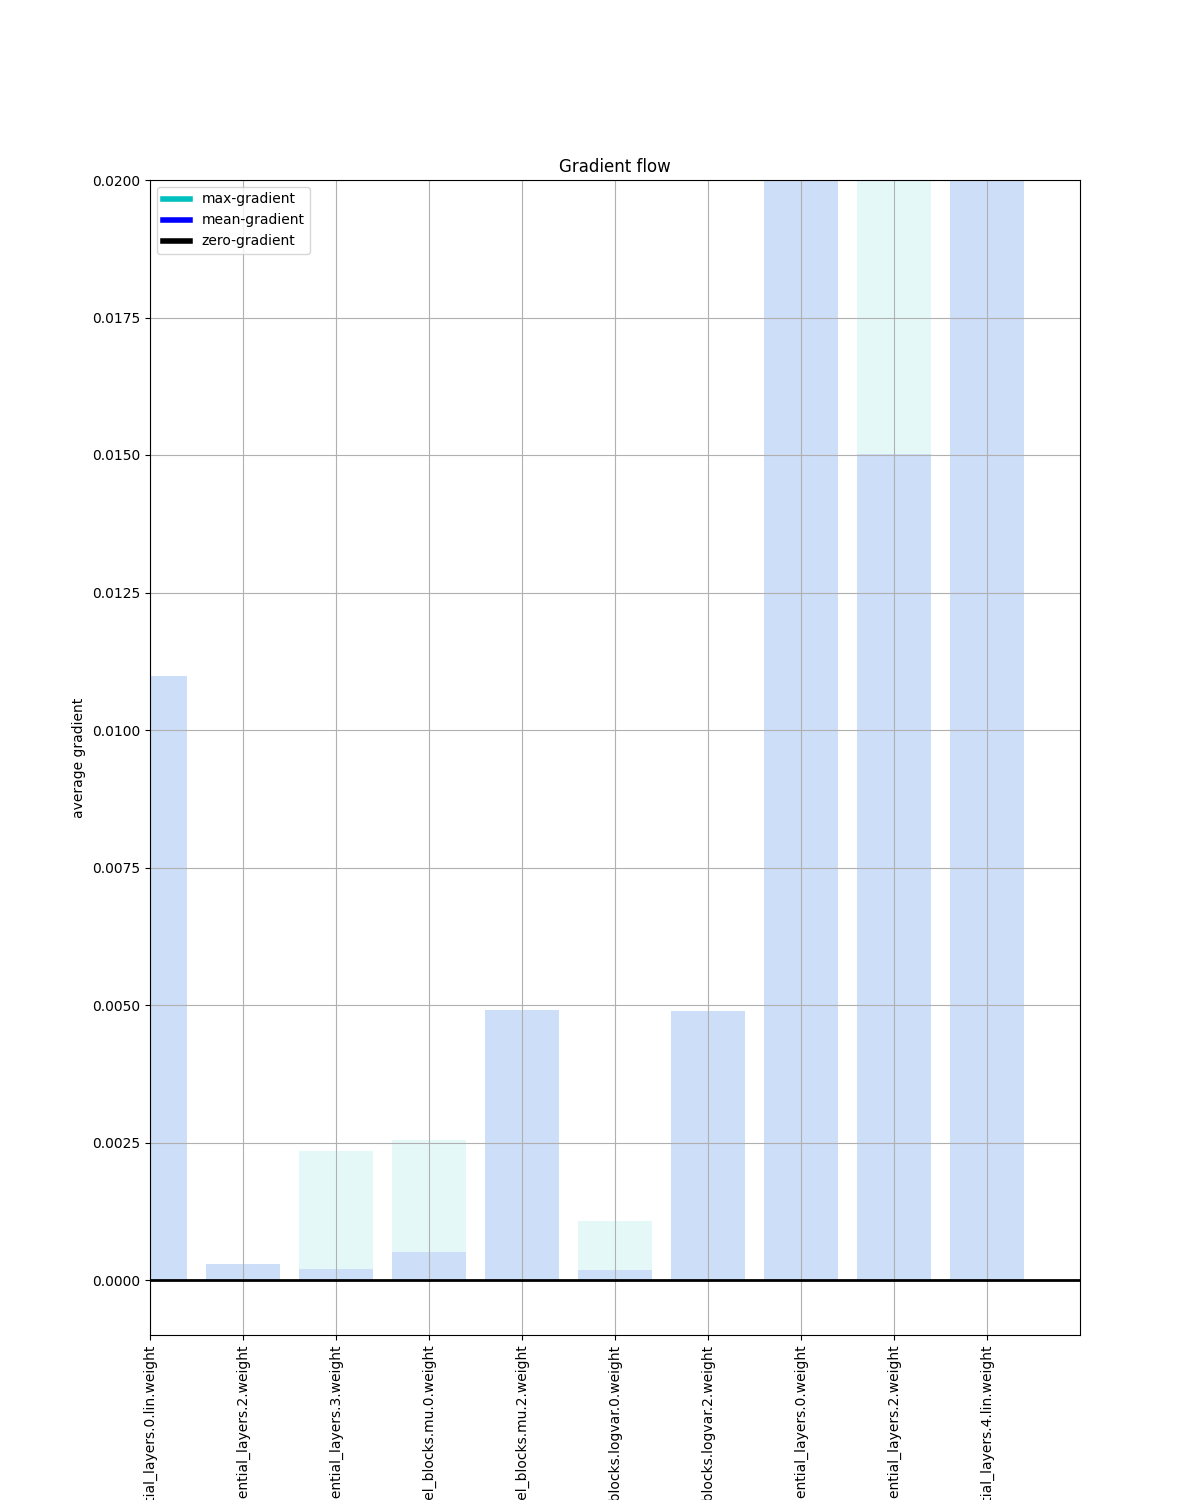 Gradient flow
max-gradient
mean-gradient
zero-gradient
average gradient
0.0200
0.0175
0.0150
0.0125
0.0100
0.0075
0.0050
0.0025
0.0000
tial_layers.0.lin.weight
ential_layers.2.weight
ential_layers.3.weight
el_blocks.mu.0.weight
el_blocks.mu.2.weight
blocks.logvar.0.weight
blocks.logvar.2.weight
ential_layers.0.weight
ential_layers.2.weight
tial_layers.4.lin.weight